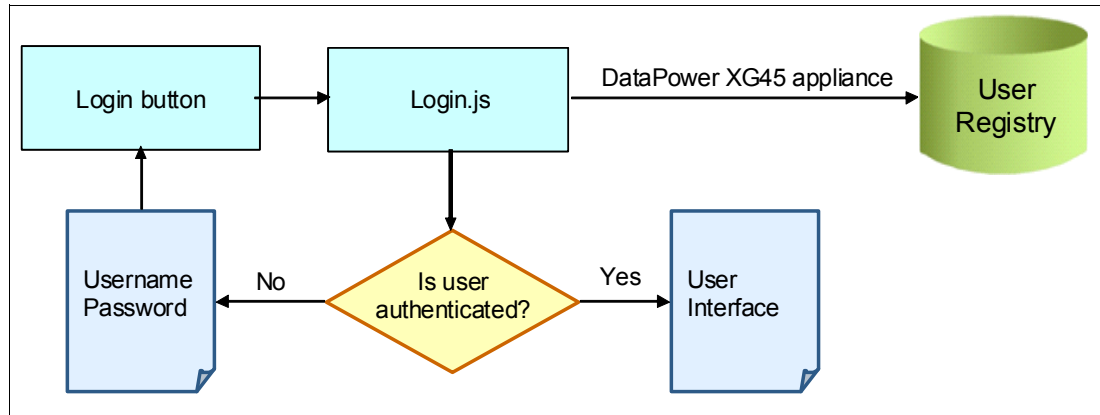 Login button
Login.js
DataPower XG45 appliance
User
Registry
Username
Password
No
Is user
authenticated?
Yes
User
Interface